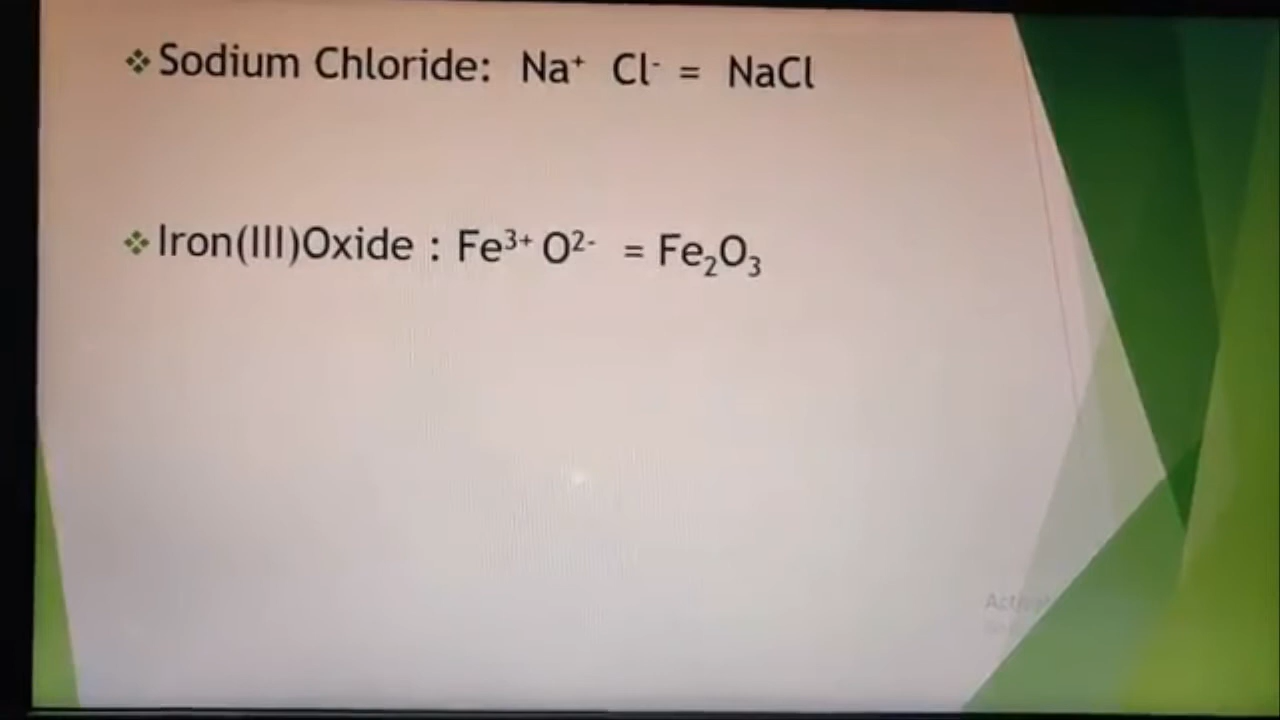 Sodium Chloride: Na⁺ Cl⁻ = NaCl
Iron(III)Oxide : Fe³⁺ O²⁻ = Fe₂O₃